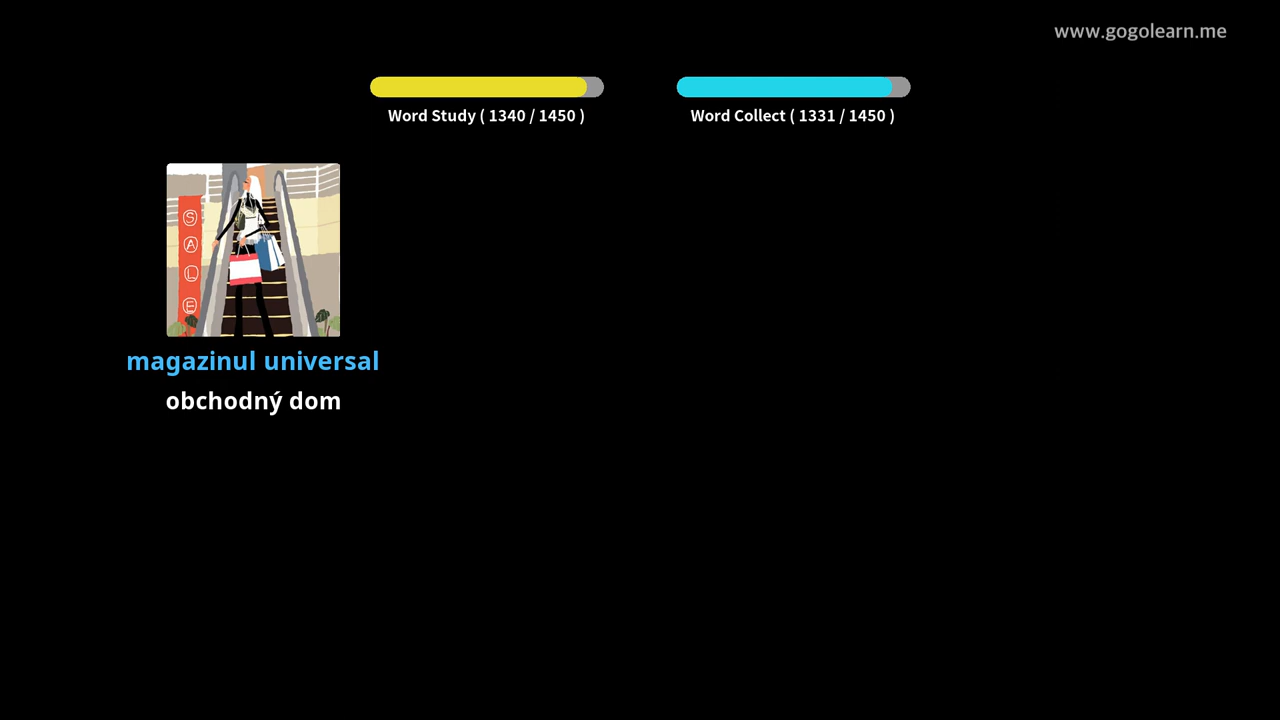 www.gogolearn.me
Word Study ( 1340 / 1450 )
Word Collect ( 1331 / 1450 )
S
A
L
E
magazinul universal
obchodný dom